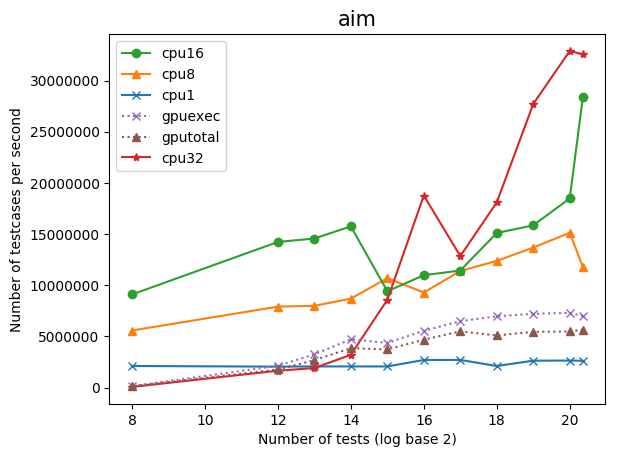 aim
cpu16
cpu8
cpu1
gpuexec
gputotal
cpu32
30000000
25000000
20000000
15000000
10000000
5000000
0
Number of testcases per second
8 10 12 14 16 18 20
Number of tests (log base 2)